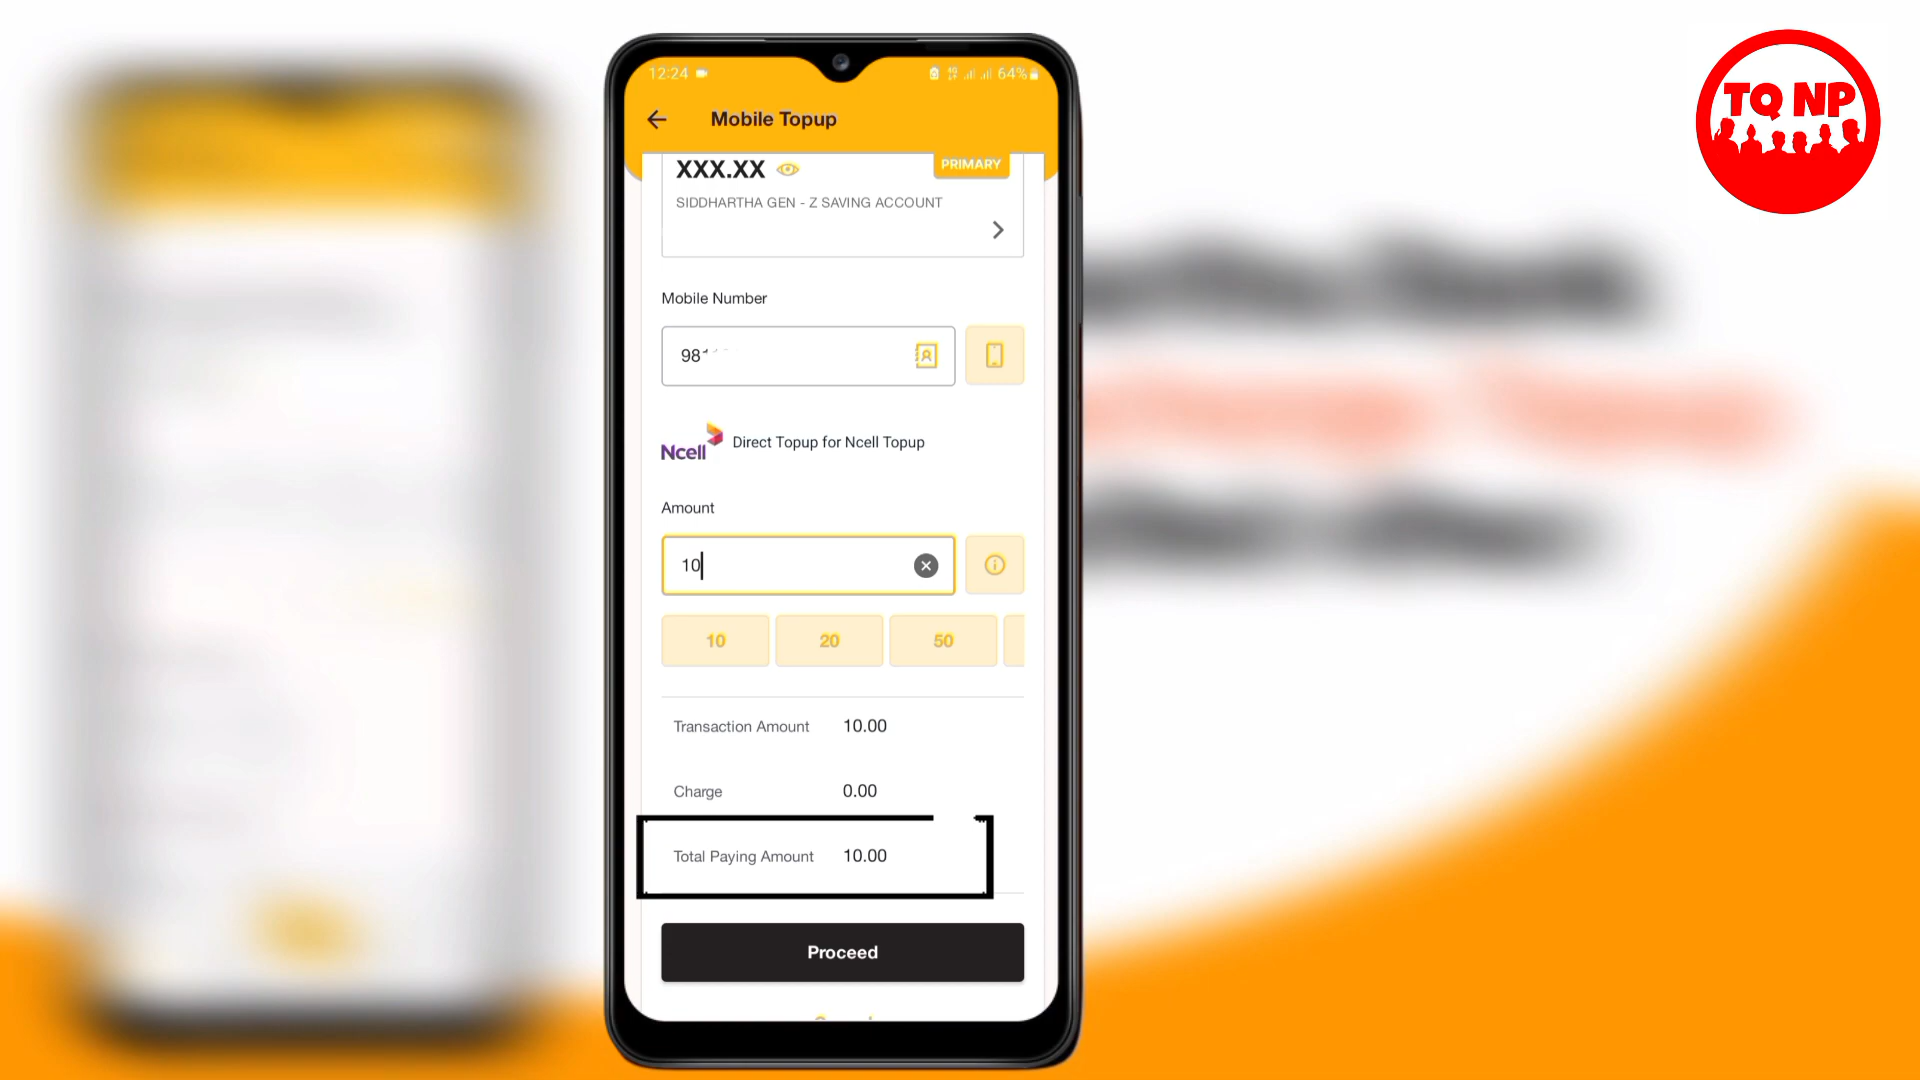 12:24
64%
Mobile Topup
XXX.XX
PRIMARY
SIDDHARTHA GEN - Z SAVING ACCOUNT
Mobile Number
981
Ncell
Direct Topup for Ncell Topup
Amount
10
10 20 50
Transaction Amount 10.00
Charge 0.00
Total Paying Amount 10.00
Proceed
TQ NP